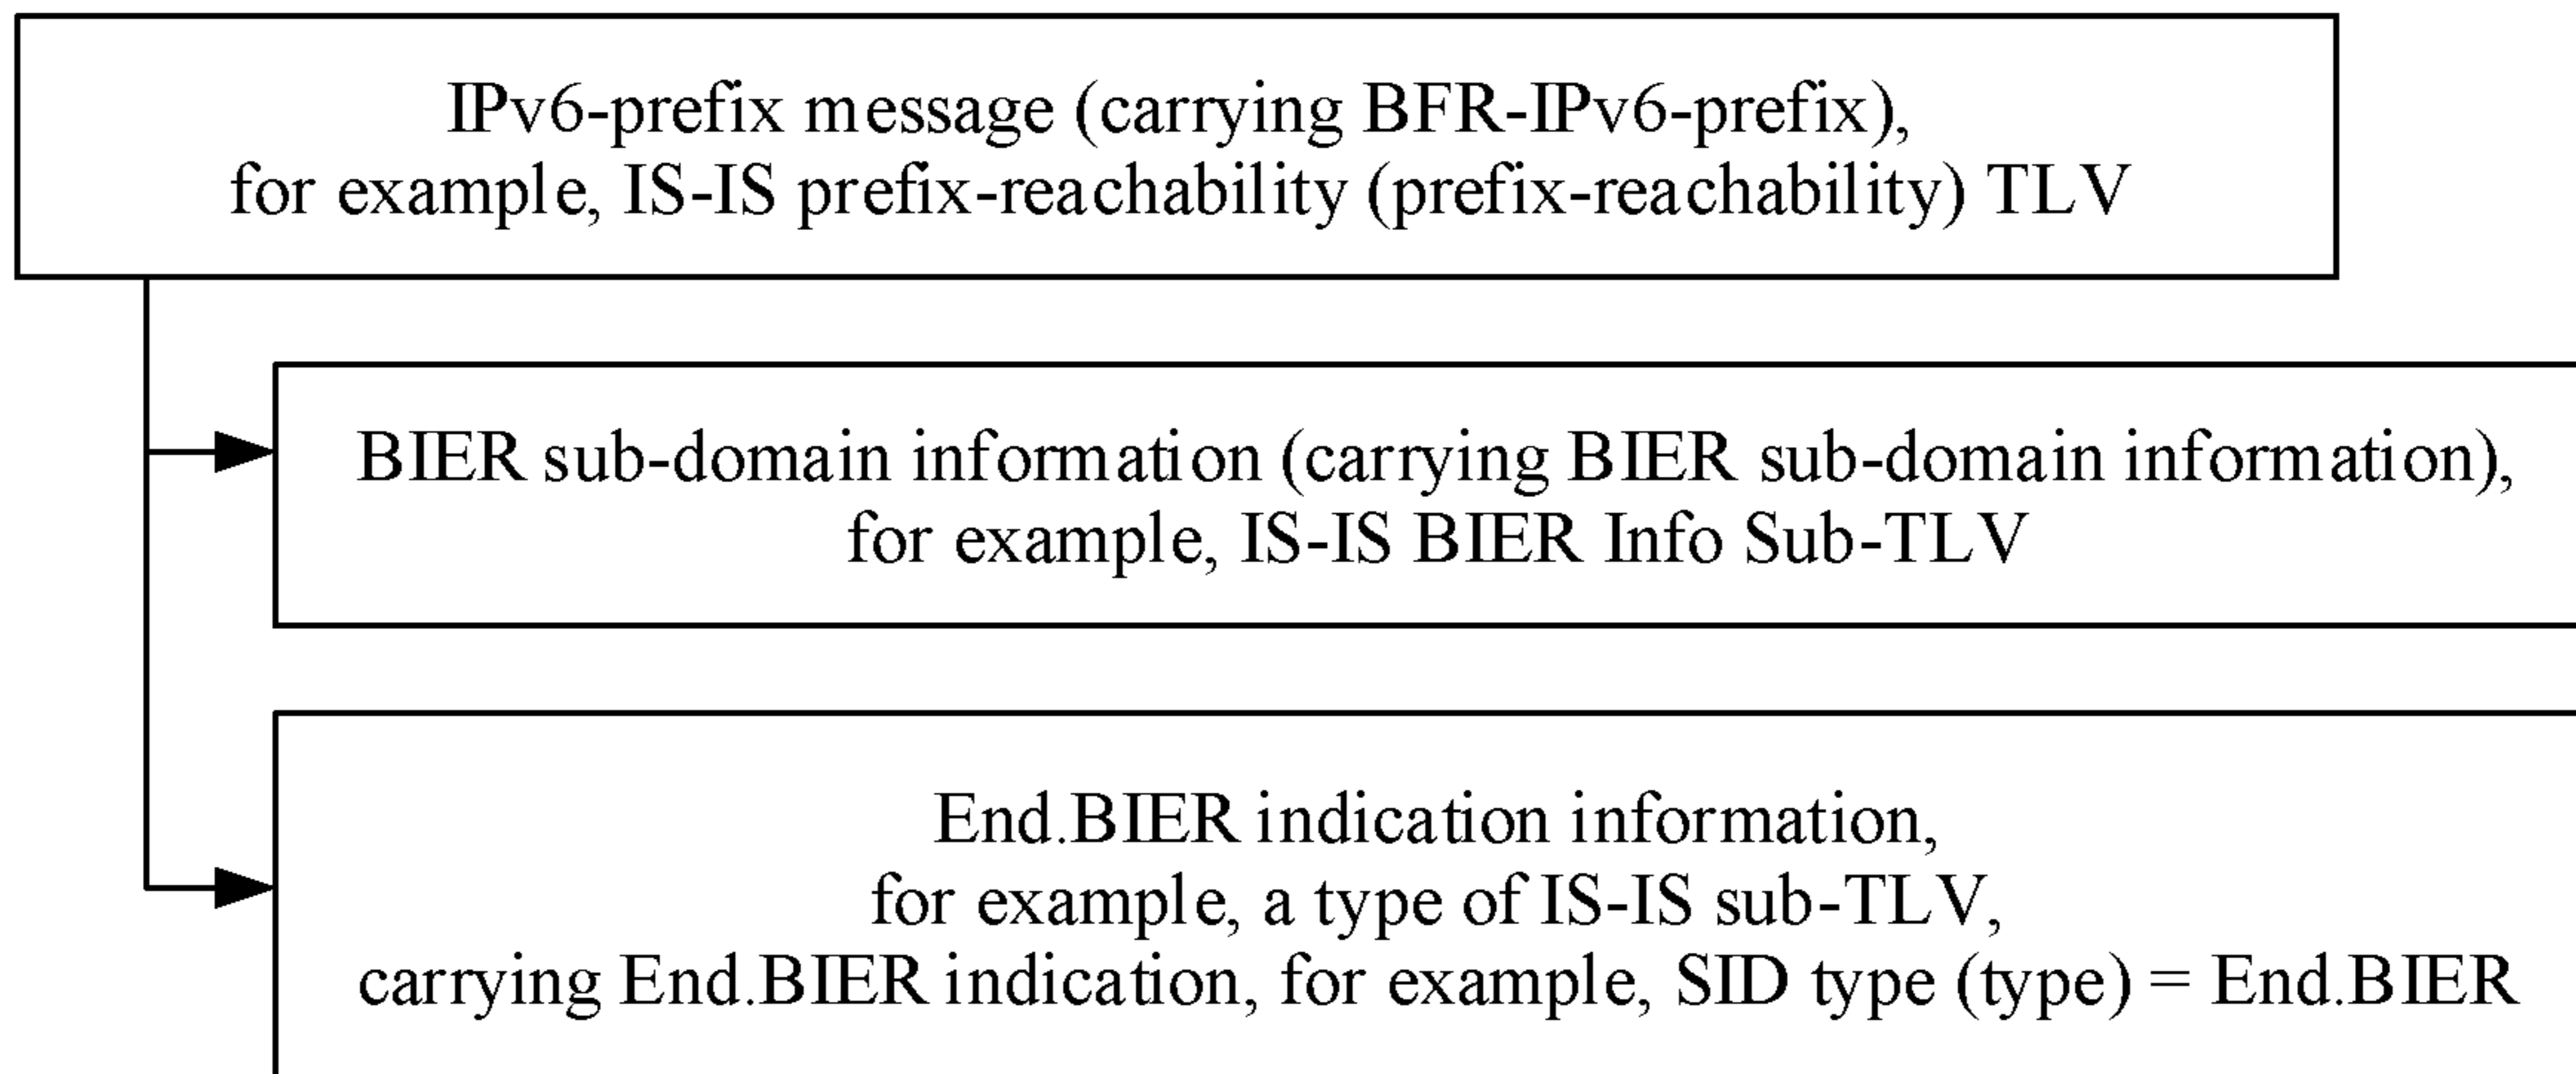 IPv6-prefix message (carrying BFR-IPv6-prefix),
for example, IS-IS prefix-reachability (prefix-reachability) TLV
BIER sub-domain information (carrying BIER sub-domain information),
for example, IS-IS BIER Info Sub-TLV
End.BIER indication information,
for example, a type of IS-IS sub-TLV,
carrying End.BIER indication, for example, SID type (type) = End.BIER